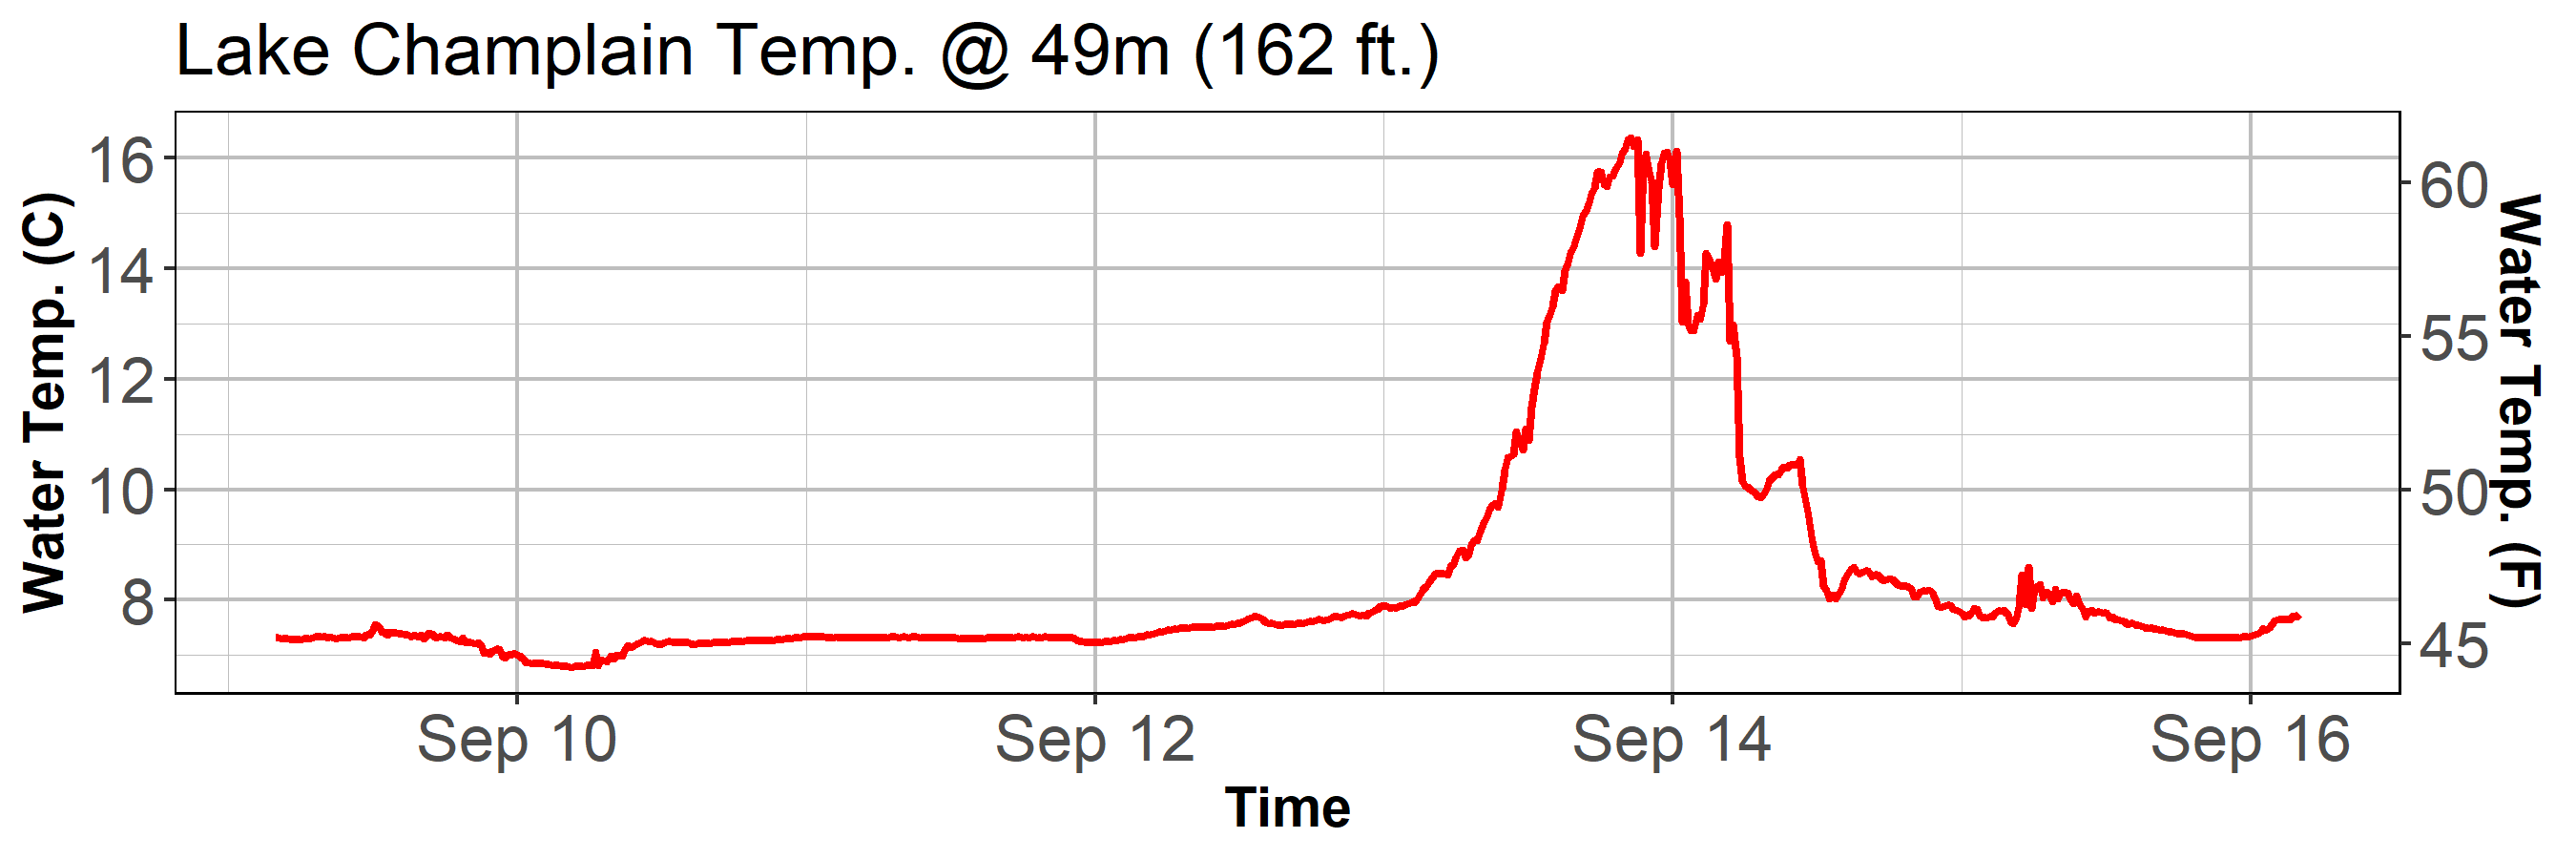 Lake Champlain Temp. @ 49m (162 ft.)
Water Temp. (C)
16
14
12
10
8
60
55
50
45
Water Temp. (F)
Sep 10 Sep 12 Sep 14 Sep 16
Time